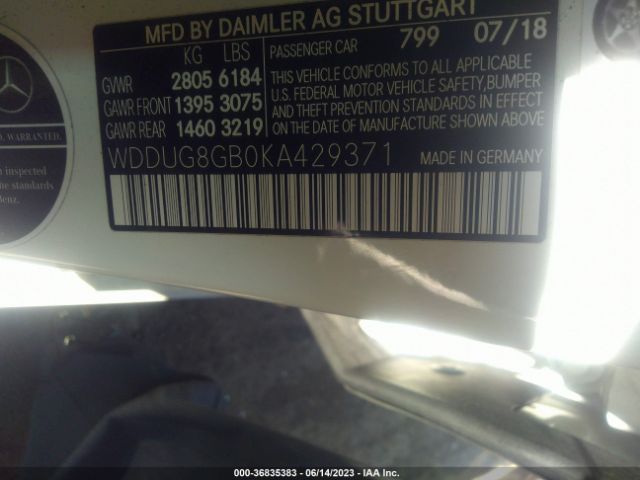 MFD BY DAIMLER AG STUTTGART
KG LBS
PASSENGER CAR 799 07/18
GVWR 2805 6184
GAWR FRONT 1395 3075
GAWR REAR 1460 3219
THIS VEHICLE CONFORMS TO ALL APPLICABLE
U.S. FEDERAL MOTOR VEHICLE SAFETY, BUMPER
AND THEFT PREVENTION STANDARDS IN EFFECT
ON THE DATE OF MANUFACTURE SHOWN ABOVE.
WDDUG8GB0KA429371 MADE IN GERMANY
D. WARRANTED.
n inspected
e standards
Benz.
000-36835383 - 06/14/2023 - IAA Inc.